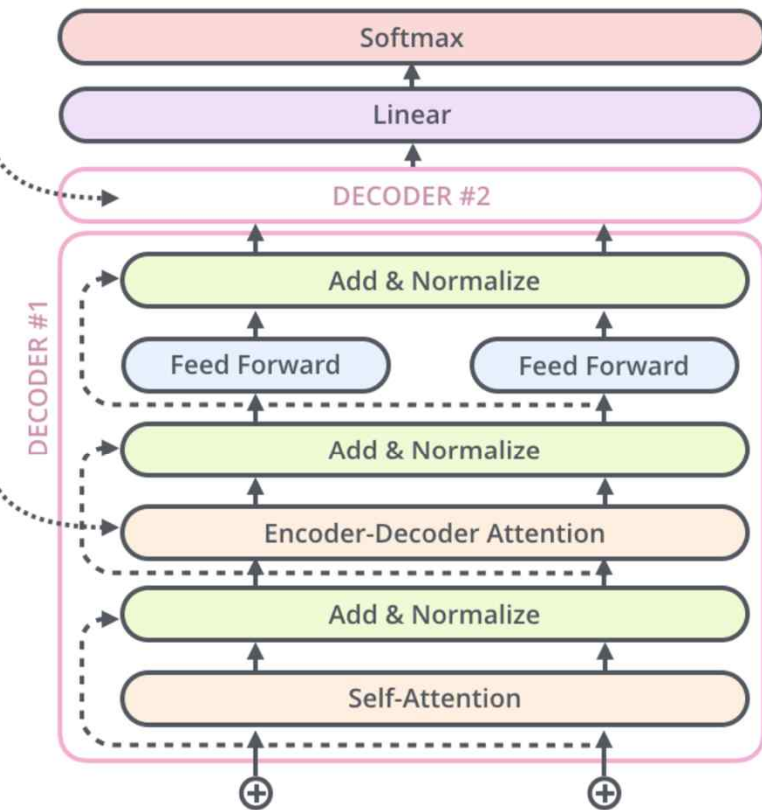 Softmax
Linear
DECODER #2
DECODER #1
Add & Normalize
Feed Forward
Feed Forward
Add & Normalize
Encoder-Decoder Attention
Add & Normalize
Self-Attention